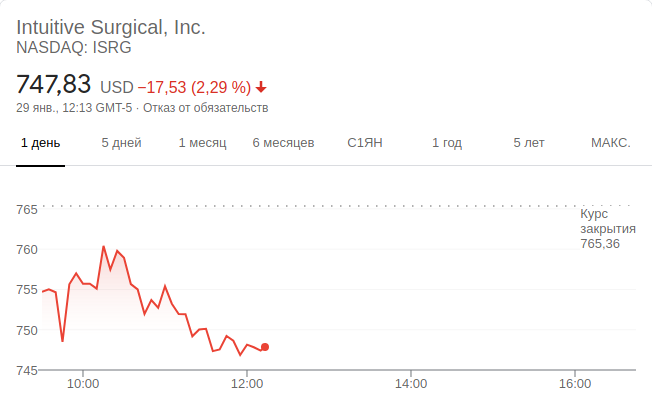 Intuitive Surgical, Inc.
NASDAQ: ISRG
747,83 USD −17,53 (2,29 %)
29 янв., 12:13 GMT-5 · Отказ от обязательств
1 день 5 дней 1 месяц 6 месяцев С1ЯН 1 год 5 лет МАКС.
765
Курс
закрытия
765,36
760
755
750
745
10:00 12:00 14:00 16:00